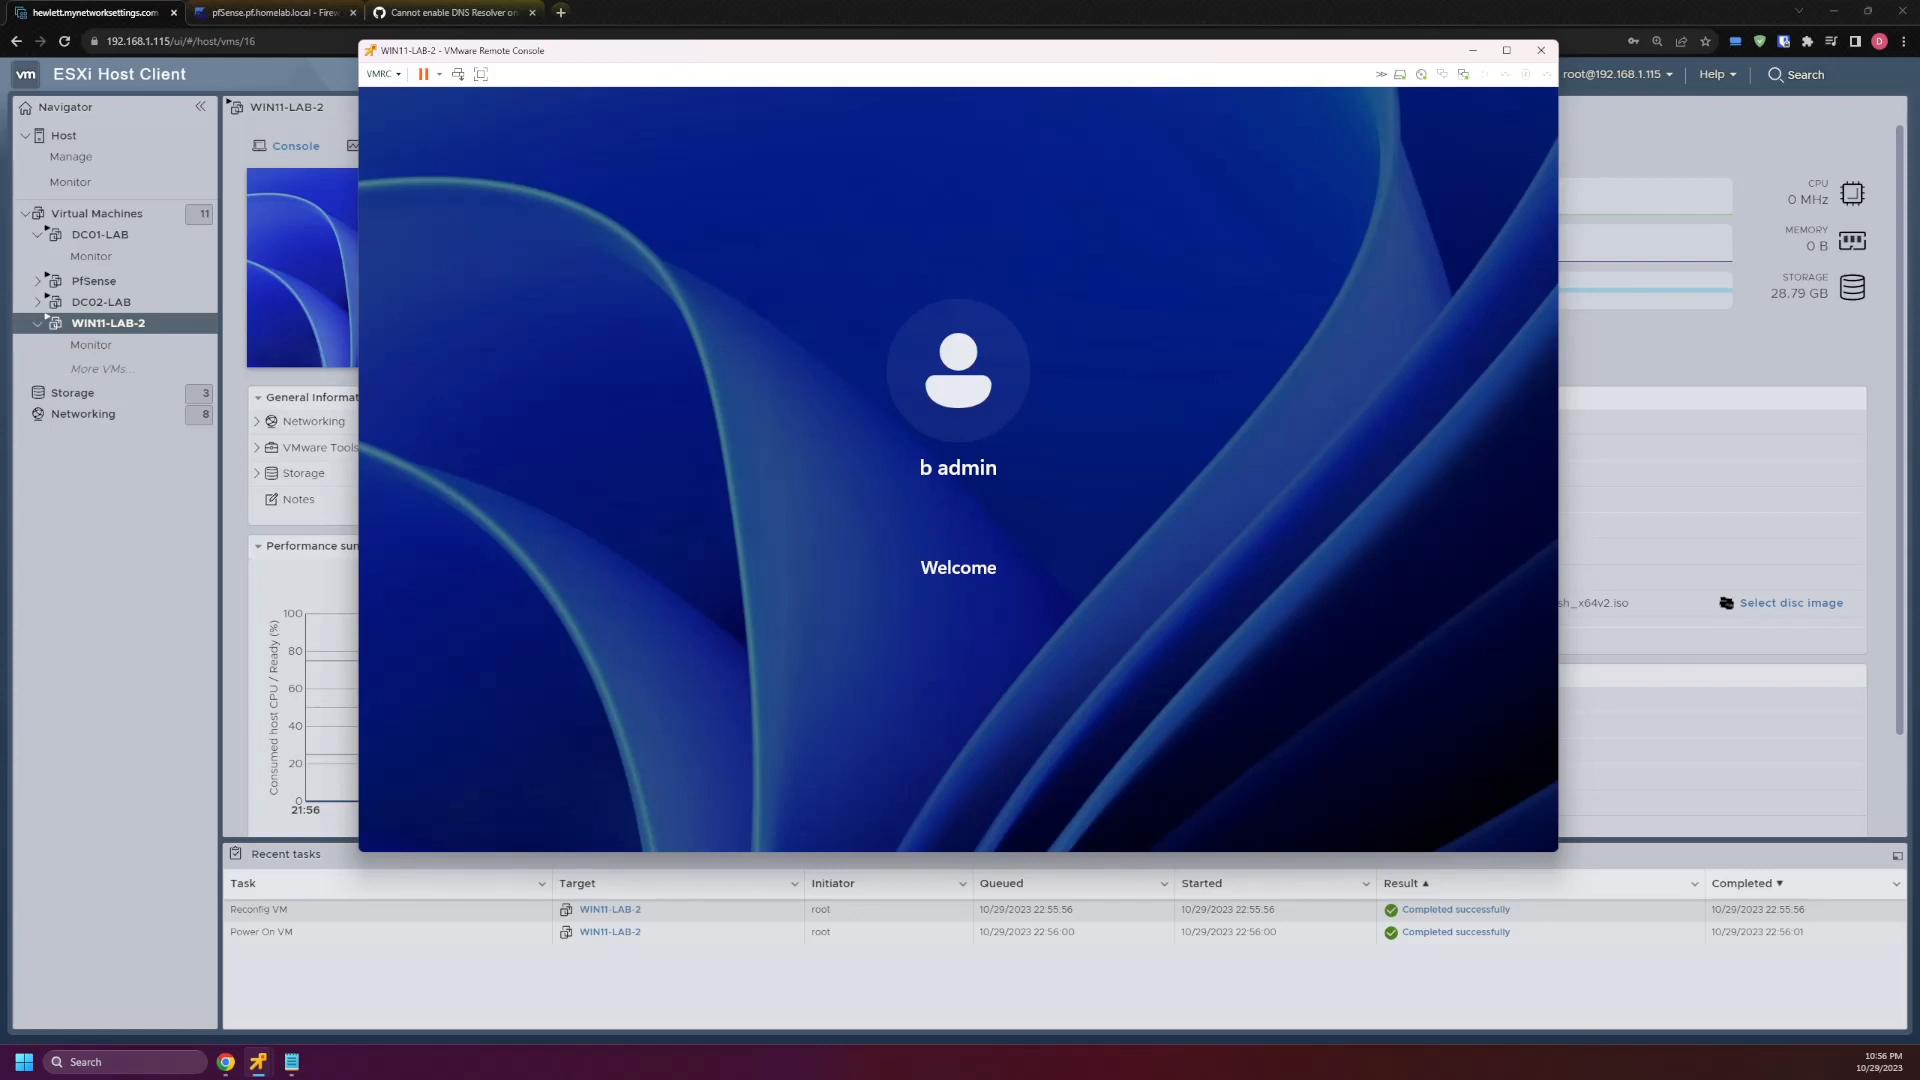 hewlett.mynetworksettings.com
pfSense.pf.homelab.local - Firew
Cannot enable DNS Resolver on
192.168.1.115/ui/#/host/vms/16
D
vm ESXi Host Client
root@192.168.1.115
Help
Search
WIN11-LAB-2 - VMware Remote Console
VMRC
Navigator
Host
Manage
Monitor
Virtual Machines 11
DC01-LAB
Monitor
PfSense
DC02-LAB
WIN11-LAB-2
Monitor
More VMs...
Storage 3
Networking 8
WIN11-LAB-2
Console
General Informat
Networking
VMware Tools
Storage
Notes
Performance sum
Consumed host CPU / Ready (%)
100
80
60
40
20
0
21:56
b admin
Welcome
CPU
0 MHz
MEMORY
0 B
STORAGE
28.79 GB
sh_x64v2.iso
Select disc image
Recent tasks
Task Target Initiator Queued Started Result Completed
Reconfig VM WIN11-LAB-2 root 10/29/2023 22:55:56 10/29/2023 22:55:56 Completed successfully 10/29/2023 22:55:56
Power On VM WIN11-LAB-2 root 10/29/2023 22:56:00 10/29/2023 22:56:00 Completed successfully 10/29/2023 22:56:01
Search
10:56 PM
10/29/2023